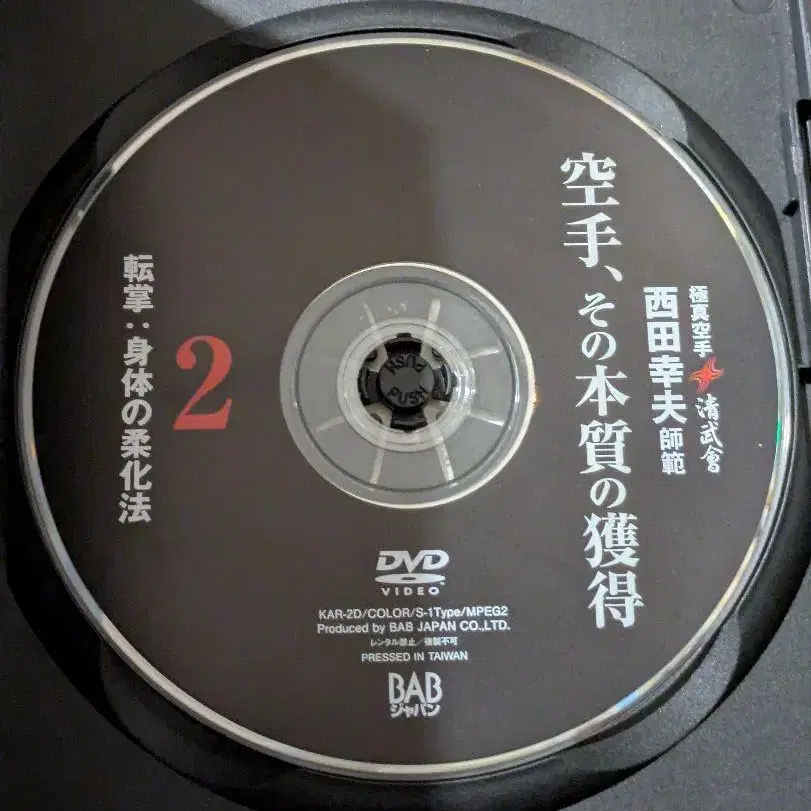 極真空手 清武會
西田幸夫 師範
空手、その本質の獲得
2
転掌:身体の柔化法
PUSH
PUSH
DVD
VIDEO
KAR-2D/COLOR/S-1Type/MPEG2
Produced by BAB JAPAN CO.,LTD.
レンタル禁止/複製不可
PRESSED IN TAIWAN
BAB
ジャパン